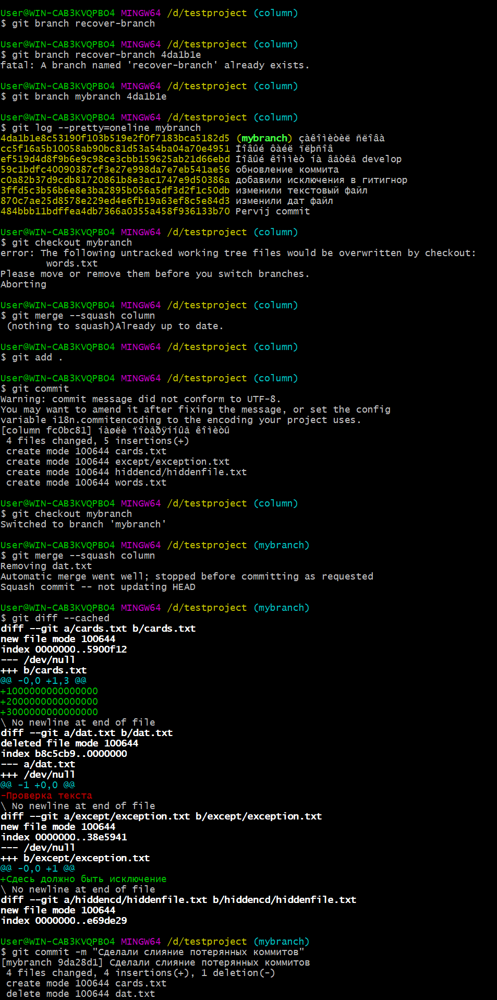 User@WIN-CAB3KVQPBO4 MINGW64 /d/testproject (column)
$ git branch recover-branch
User@WIN-CAB3KVQPBO4 MINGW64 /d/testproject (column)
$ git branch recover-branch 4da1b1e
fatal: A branch named 'recover-branch' already exists.
User@WIN-CAB3KVQPBO4 MINGW64 /d/testproject (column)
$ git branch mybranch 4da1b1e
User@WIN-CAB3KVQPBO4 MINGW64 /d/testproject (column)
$ git log --pretty=oneline mybranch
4da1b1e8c53190f103b519e2f0f7183bca5182d5 (mybranch) çàêîìèòèë ñëîâà
cc5f16a5b10058ab90bc81d53a54ba04a70e4951 Íîâûé ôàéë ïëþñîâ
ef519d4d8f9b6e9c98ce3cbb159625ab21d66ebd Íîâûé êîììèò íà âåòêå develop
59c1bdfc40090387cf3e27e998da7e7eb541ae56 обновление коммита
c0a82b37d9cdb81720861b8e3ac1747e9d50386a добавили исключения в гитигнор
3ffd5c3b56b6e8e3ba2895b056a5df3d2f1c50db изменили текстовый файл
870c7ae25d8578e229ed4e6fb19a63ef8c5e84d3 изменили дат файл
484bbb11bdffea4db7366a0355a458f936133b70 Pervij commit
User@WIN-CAB3KVQPBO4 MINGW64 /d/testproject (column)
$ git checkout mybranch
error: The following untracked working tree files would be overwritten by checkout:
words.txt
Please move or remove them before you switch branches.
Aborting
User@WIN-CAB3KVQPBO4 MINGW64 /d/testproject (column)
$ git merge --squash column
(nothing to squash)Already up to date.
User@WIN-CAB3KVQPBO4 MINGW64 /d/testproject (column)
$ git add .
User@WIN-CAB3KVQPBO4 MINGW64 /d/testproject (column)
$ git commit
Warning: commit message did not conform to UTF-8.
You may want to amend it after fixing the message, or set the config
variable i18n.commitencoding to the encoding your project uses.
[column fc0bc81] íàøëè ïîòåðÿííûå êîìèòû
4 files changed, 5 insertions(+)
create mode 100644 cards.txt
create mode 100644 except/exception.txt
create mode 100644 hiddencd/hiddenfile.txt
create mode 100644 words.txt
User@WIN-CAB3KVQPBO4 MINGW64 /d/testproject (column)
$ git checkout mybranch
Switched to branch 'mybranch'
User@WIN-CAB3KVQPBO4 MINGW64 /d/testproject (mybranch)
$ git merge --squash column
Removing dat.txt
Automatic merge went well; stopped before committing as requested
Squash commit -- not updating HEAD
User@WIN-CAB3KVQPBO4 MINGW64 /d/testproject (mybranch)
$ git diff --cached
diff --git a/cards.txt b/cards.txt
new file mode 100644
index 0000000..5900f12
--- /dev/null
+++ b/cards.txt
@@ -0,0 +1,3 @@
+1000000000000000
+2000000000000000
+3000000000000000
\ No newline at end of file
diff --git a/dat.txt b/dat.txt
deleted file mode 100644
index b8c5cb9..0000000
--- a/dat.txt
+++ /dev/null
@@ -1 +0,0 @@
-Проверка текста
\ No newline at end of file
diff --git a/except/exception.txt b/except/exception.txt
new file mode 100644
index 0000000..38e5941
--- /dev/null
+++ b/except/exception.txt
@@ -0,0 +1 @@
+Сдесь должно быть исключение
\ No newline at end of file
diff --git a/hiddencd/hiddenfile.txt b/hiddencd/hiddenfile.txt
new file mode 100644
index 0000000..e69de29
User@WIN-CAB3KVQPBO4 MINGW64 /d/testproject (mybranch)
$ git commit -m "Сделали слияние потерянных коммитов"
[mybranch 9da28d1] Сделали слияние потерянных коммитов
4 files changed, 4 insertions(+), 1 deletion(-)
create mode 100644 cards.txt
delete mode 100644 dat.txt